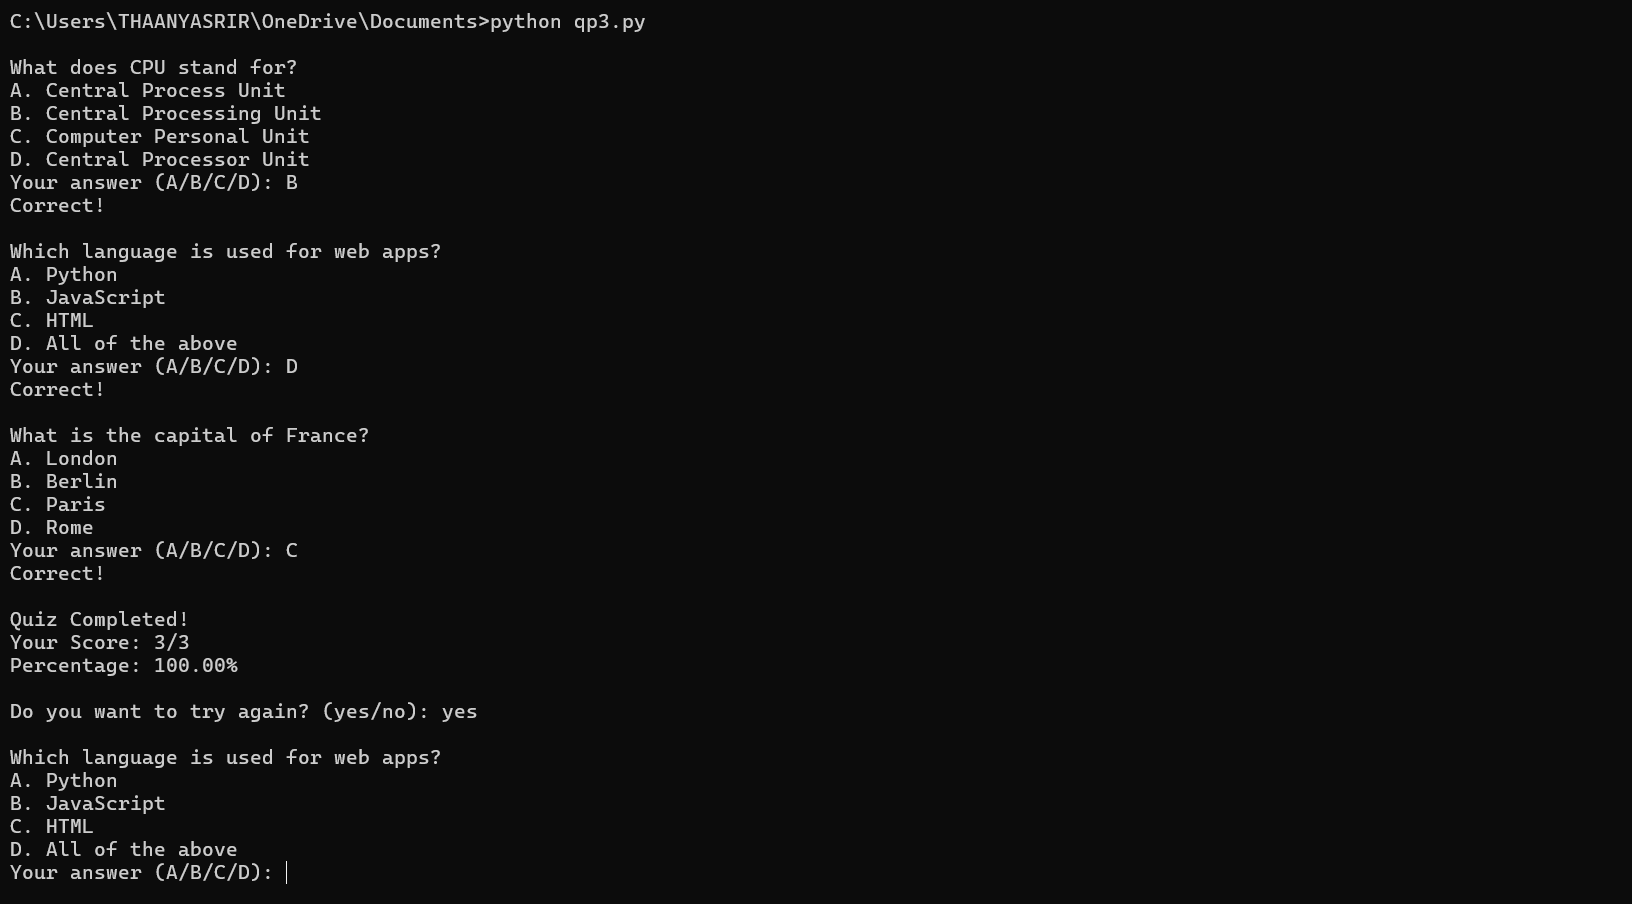 C:\Users\THAANYASRIR\OneDrive\Documents>python qp3.py
What does CPU stand for?
A. Central Process Unit
B. Central Processing Unit
C. Computer Personal Unit
D. Central Processor Unit
Your answer (A/B/C/D): B
Correct!
Which language is used for web apps?
A. Python
B. JavaScript
C. HTML
D. All of the above
Your answer (A/B/C/D): D
Correct!
What is the capital of France?
A. London
B. Berlin
C. Paris
D. Rome
Your answer (A/B/C/D): C
Correct!
Quiz Completed!
Your Score: 3/3
Percentage: 100.00%
Do you want to try again? (yes/no): yes
Which language is used for web apps?
A. Python
B. JavaScript
C. HTML
D. All of the above
Your answer (A/B/C/D):